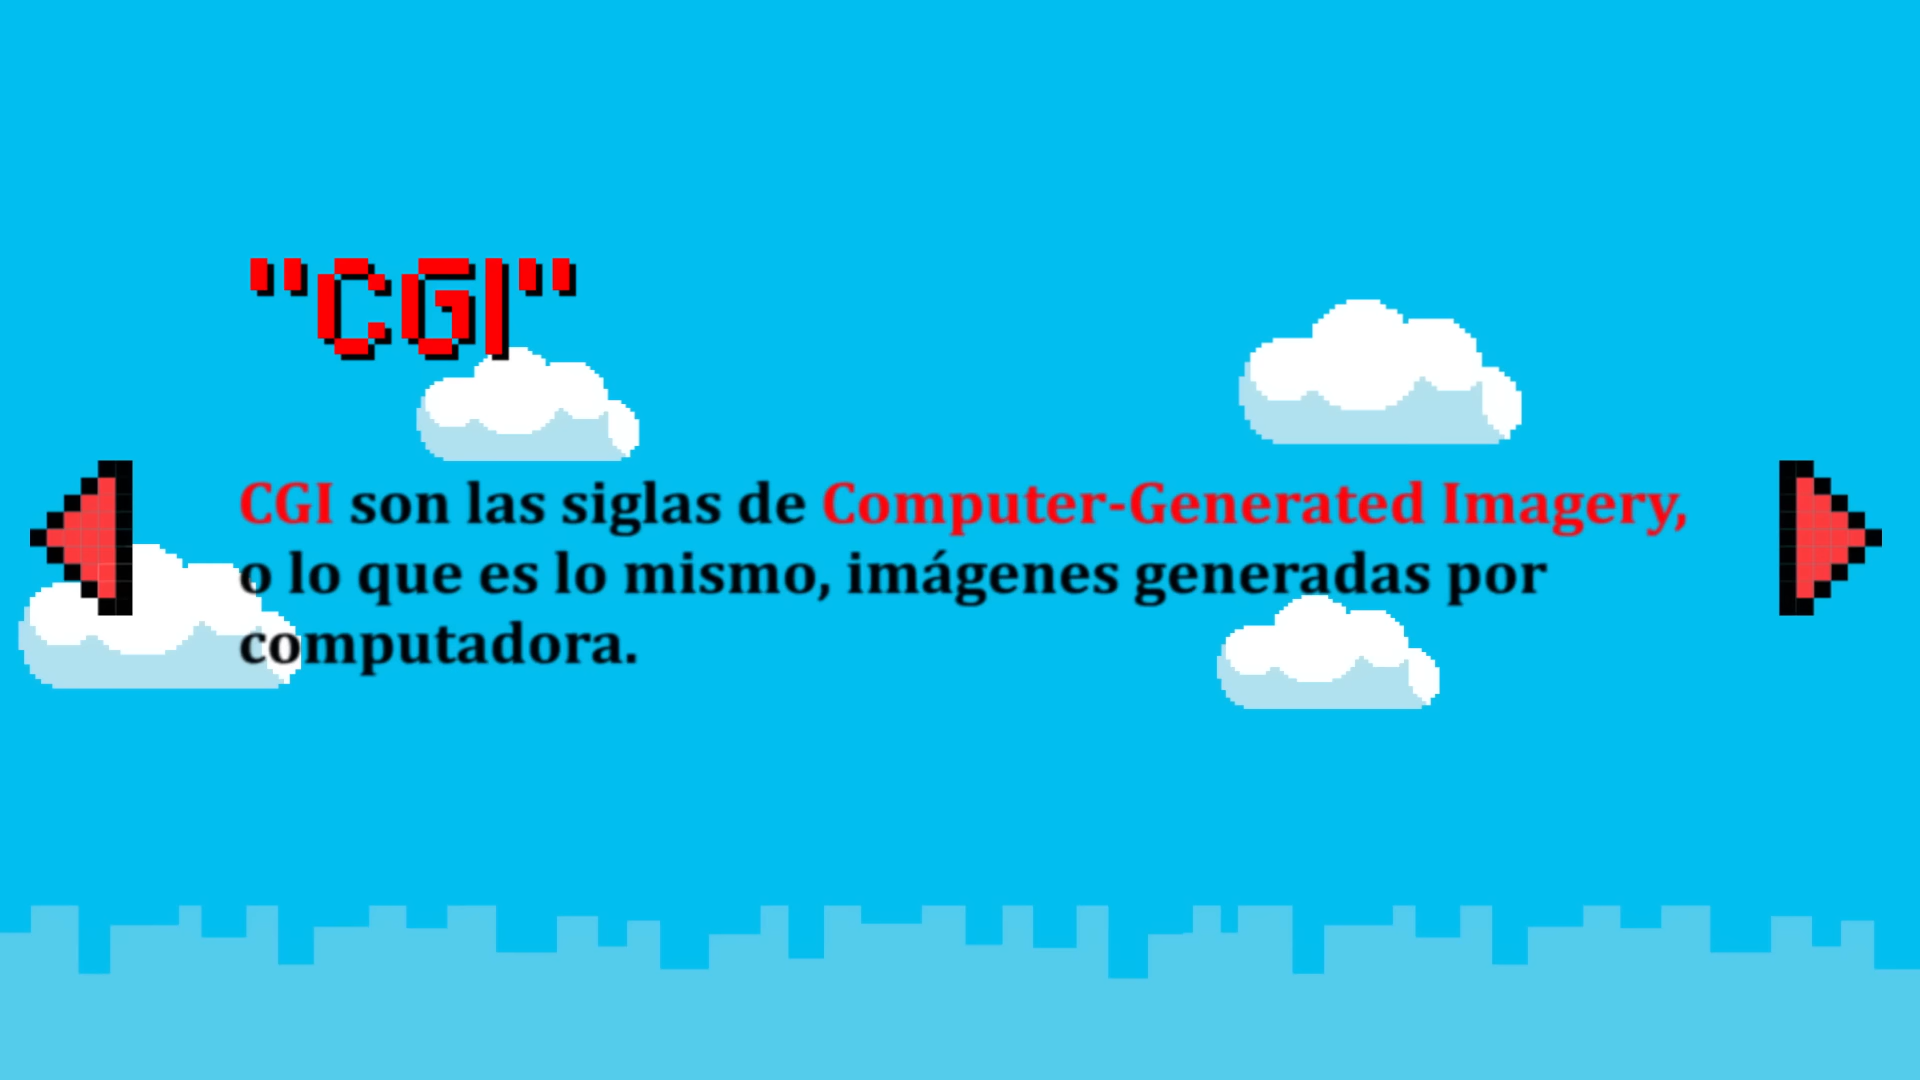 "CGI"
CGI son las siglas de Computer-Generated Imagery,
o lo que es lo mismo, imágenes generadas por
computadora.